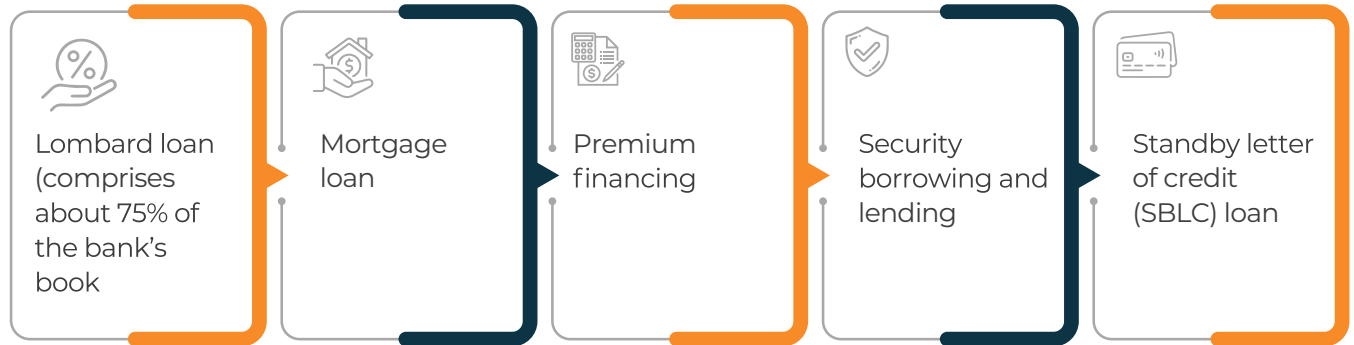 Lombard loan
(comprises
about 75% of
the bank's
book
Mortgage
loan
Premium
financing
Security
borrowing and
lending
Standby letter
of credit
(SBLC) loan